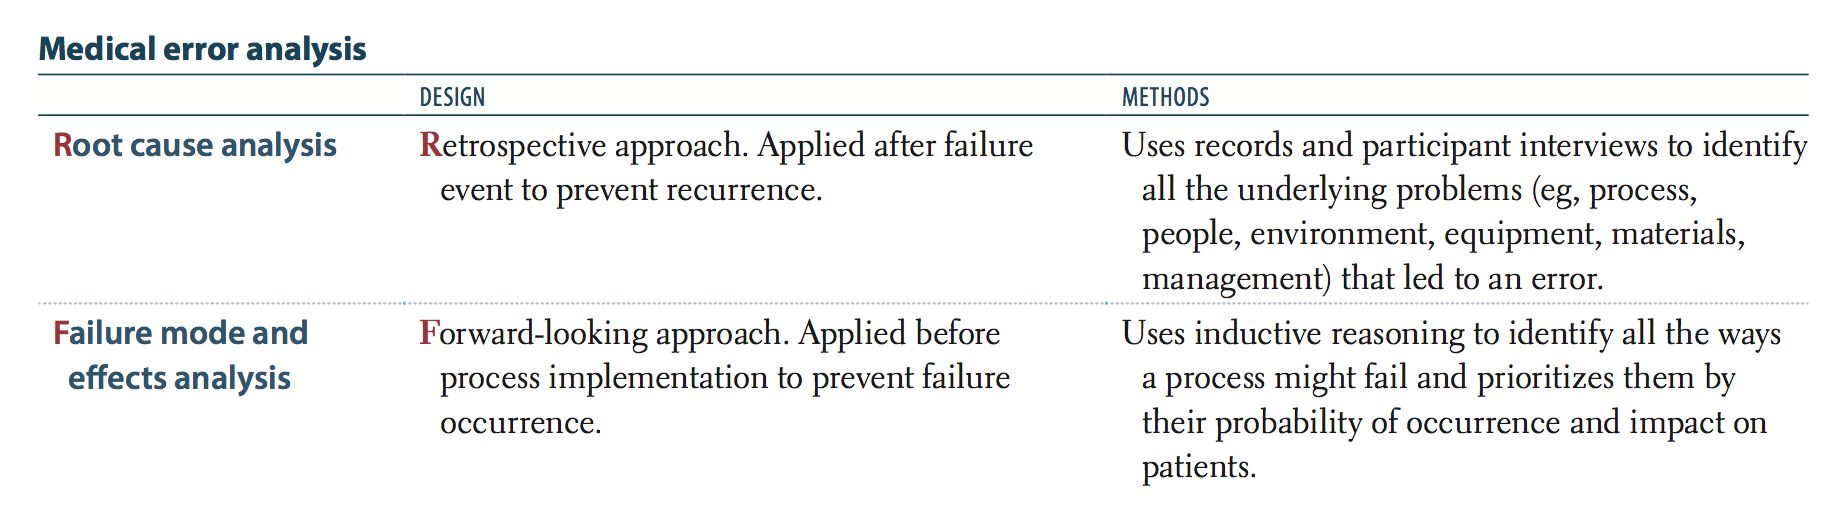 Medical error analysis
DESIGN METHODS
Root cause analysis Retrospective approach. Applied after failure Uses records and participant interviews to identify
event to prevent recurrence. all the underlying problems (eg, process,
people, environment, equipment, materials,
management) that led to an error.
Failure mode and Forward-looking approach. Applied before Uses inductive reasoning to identify all the ways
effects analysis process implementation to prevent failure a process might fail and prioritizes them by
occurrence. their probability of occurrence and impact on
patients.